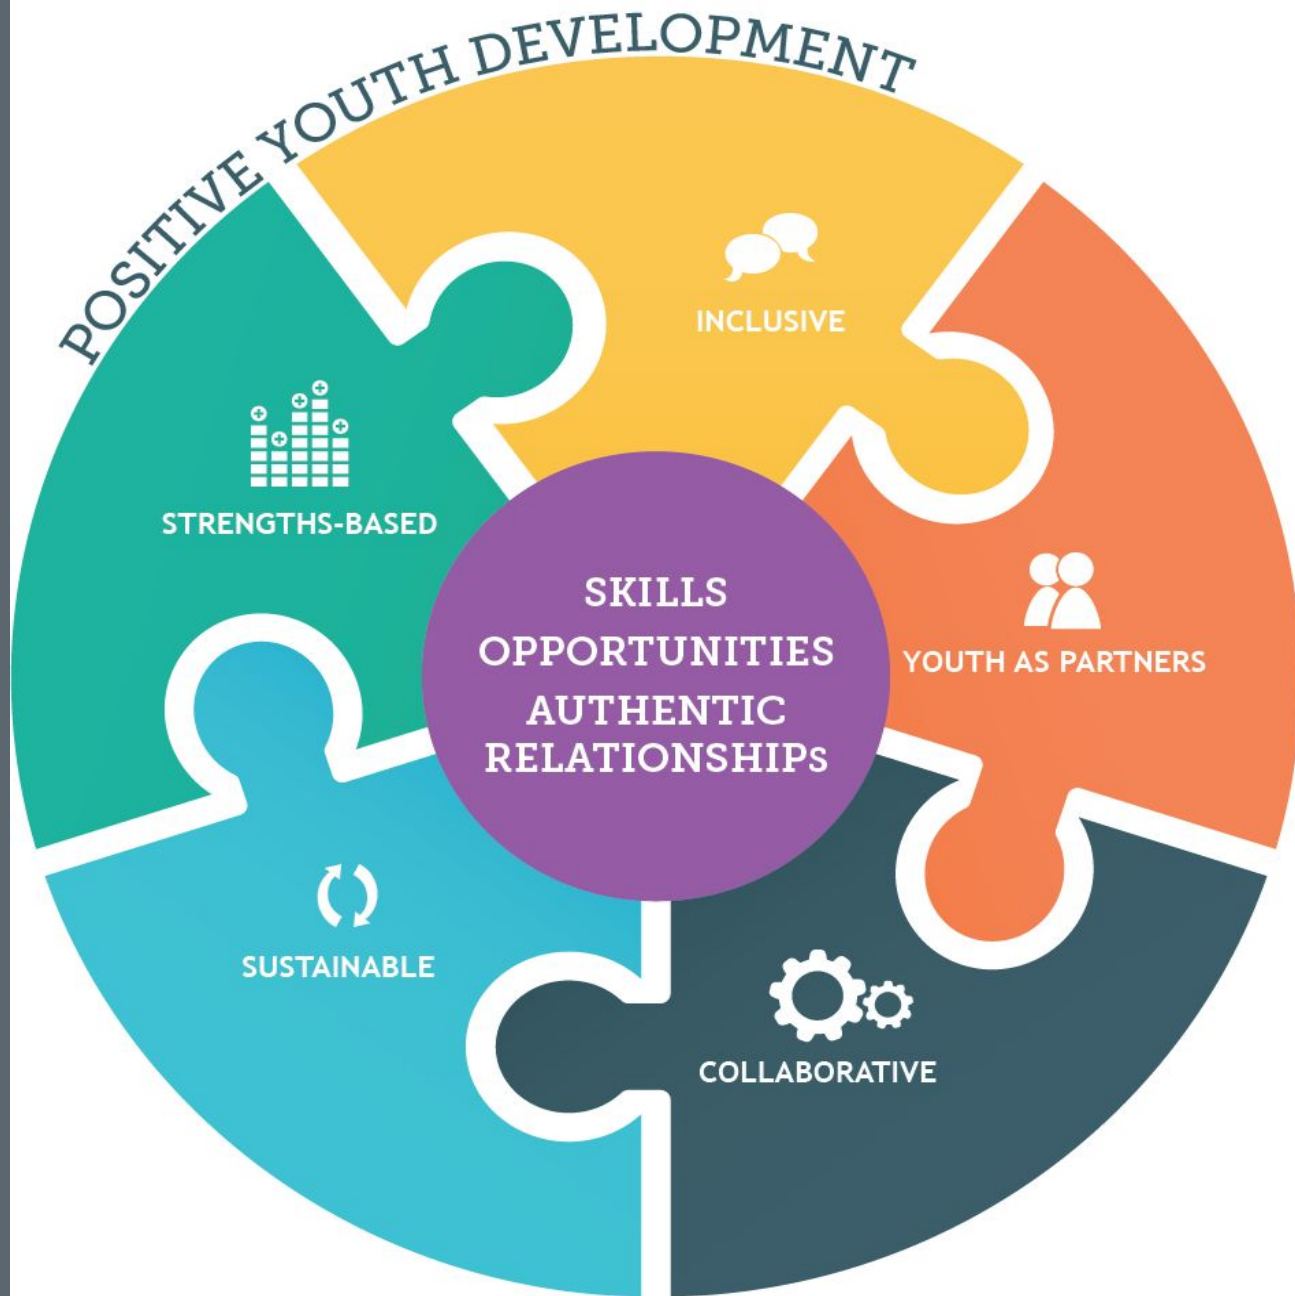 POSITIVE YOUTH DEVELOPMENT
INCLUSIVE
STRENGTHS-BASED
YOUTH AS PARTNERS
SKILLS
OPPORTUNITIES
AUTHENTIC
RELATIONSHIPs
SUSTAINABLE
COLLABORATIVE